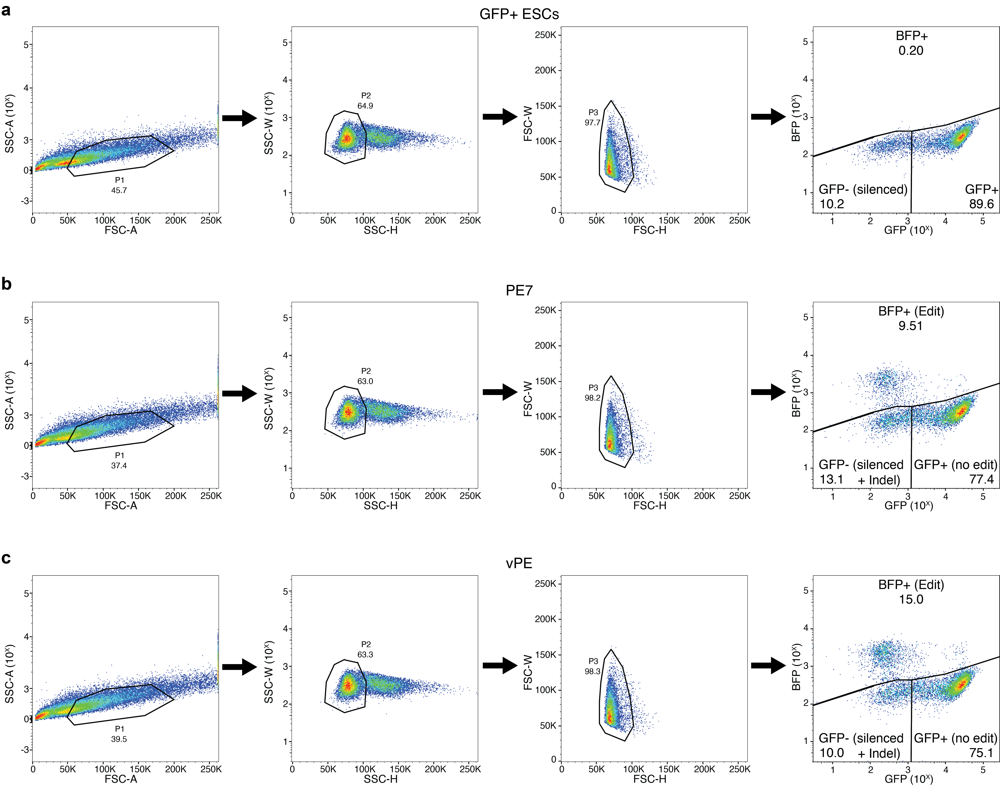 a
GFP+ ESCs
5
4
3
0
-3
SSC-A (10^X)
P1
45.7
0 50K 100K 150K 200K 250K
FSC-A
5
4
3
2
1
SSC-W (10^X)
P2
64.9
0 50K 100K 150K 200K 250K
SSC-H
250K
200K
150K
100K
50K
0
FSC-W
P3
97.7
0 50K 100K 150K 200K 250K
FSC-H
5
4
3
2
1
BFP (10^X)
BFP+
0.20
GFP- (silenced)
10.2
GFP+
89.6
1 2 3 4 5
GFP (10^X)
b
PE7
5
4
3
0
-3
SSC-A (10^X)
P1
37.4
0 50K 100K 150K 200K 250K
FSC-A
5
4
3
2
1
SSC-W (10^X)
P2
63.0
0 50K 100K 150K 200K 250K
SSC-H
250K
200K
150K
100K
50K
0
FSC-W
P3
98.2
0 50K 100K 150K 200K 250K
FSC-H
5
4
3
2
1
BFP (10^X)
BFP+ (Edit)
9.51
GFP- (silenced
13.1 + Indel)
GFP+ (no edit)
77.4
1 2 3 4 5
GFP (10^X)
c
vPE
5
4
3
0
-3
SSC-A (10^X)
P1
39.5
0 50K 100K 150K 200K 250K
FSC-A
5
4
3
2
1
SSC-W (10^X)
P2
63.3
0 50K 100K 150K 200K 250K
SSC-H
250K
200K
150K
100K
50K
0
FSC-W
P3
98.3
0 50K 100K 150K 200K 250K
FSC-H
5
4
3
2
1
BFP (10^X)
BFP+ (Edit)
15.0
GFP- (silenced
10.0 + Indel)
GFP+ (no edit)
75.1
1 2 3 4 5
GFP (10^X)